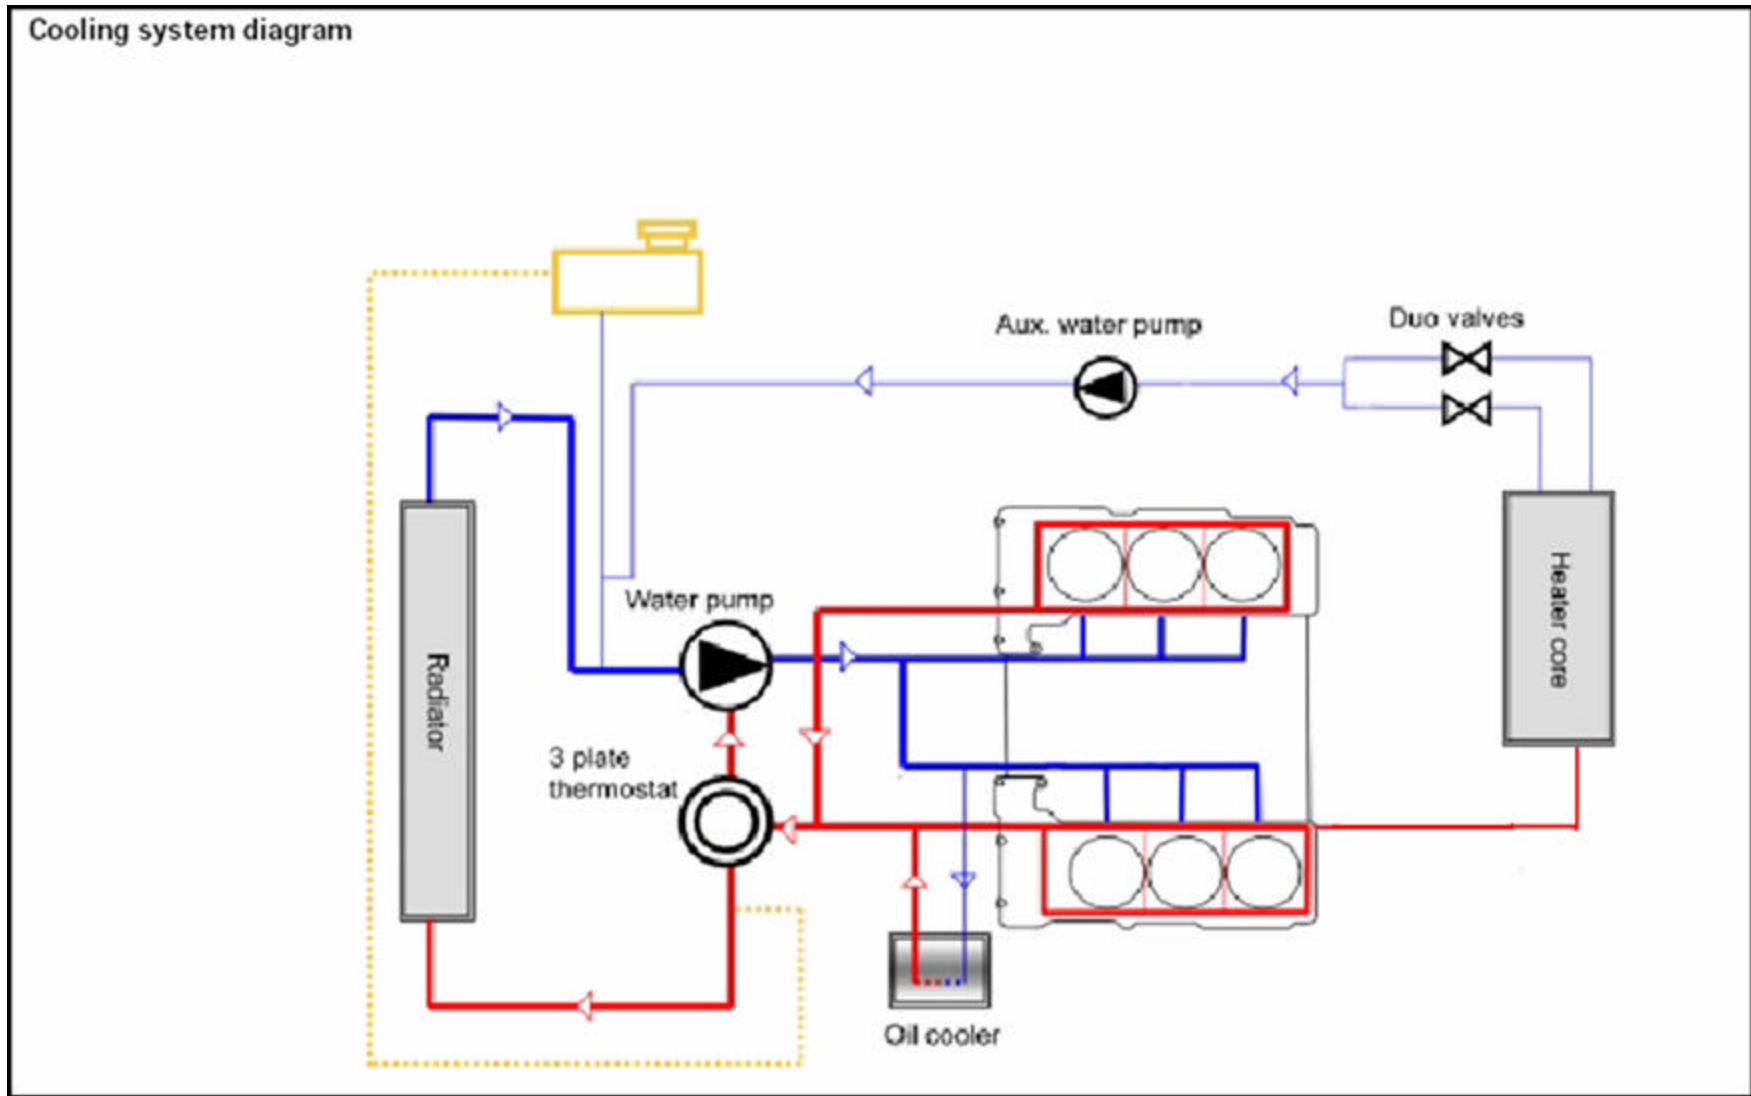 Cooling system diagram
Aux. water pump
Duo valves
Water pump
Heater core
Radiator
3 plate
thermostat
Oil cooler